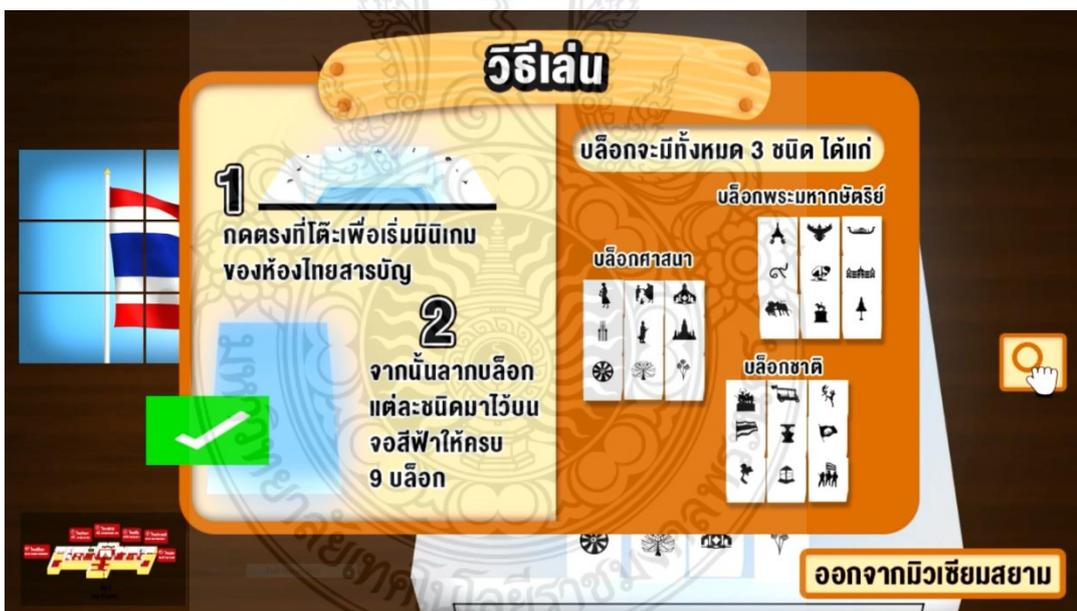 วิธีเล่น
1
กดตรงที่โต๊ะเพื่อเริ่มมินิเกม
ของห้องไทยสารบัญ
2
จากนั้นลากบล็อก
แต่ละชนิดมาไว้บน
จอสีฟ้าให้ครบ
9 บล็อก
บล็อกจะมีทั้งหมด 3 ชนิด ได้แก่
บล็อกพระมหากษัตริย์
บล็อกศาสนา
บล็อกชาติ
ออกจากมิวเซียมสยาม